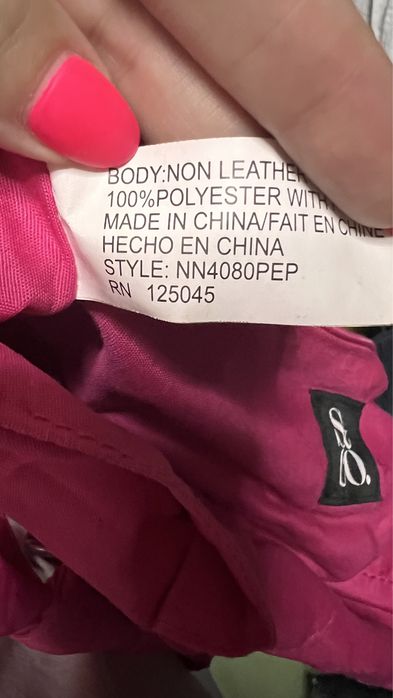 BODY:NON LEATHER
100%POLYESTER WITH
MADE IN CHINA/FAIT EN CHINE
HECHO EN CHINA
STYLE: NN4080PEP
RN 125045